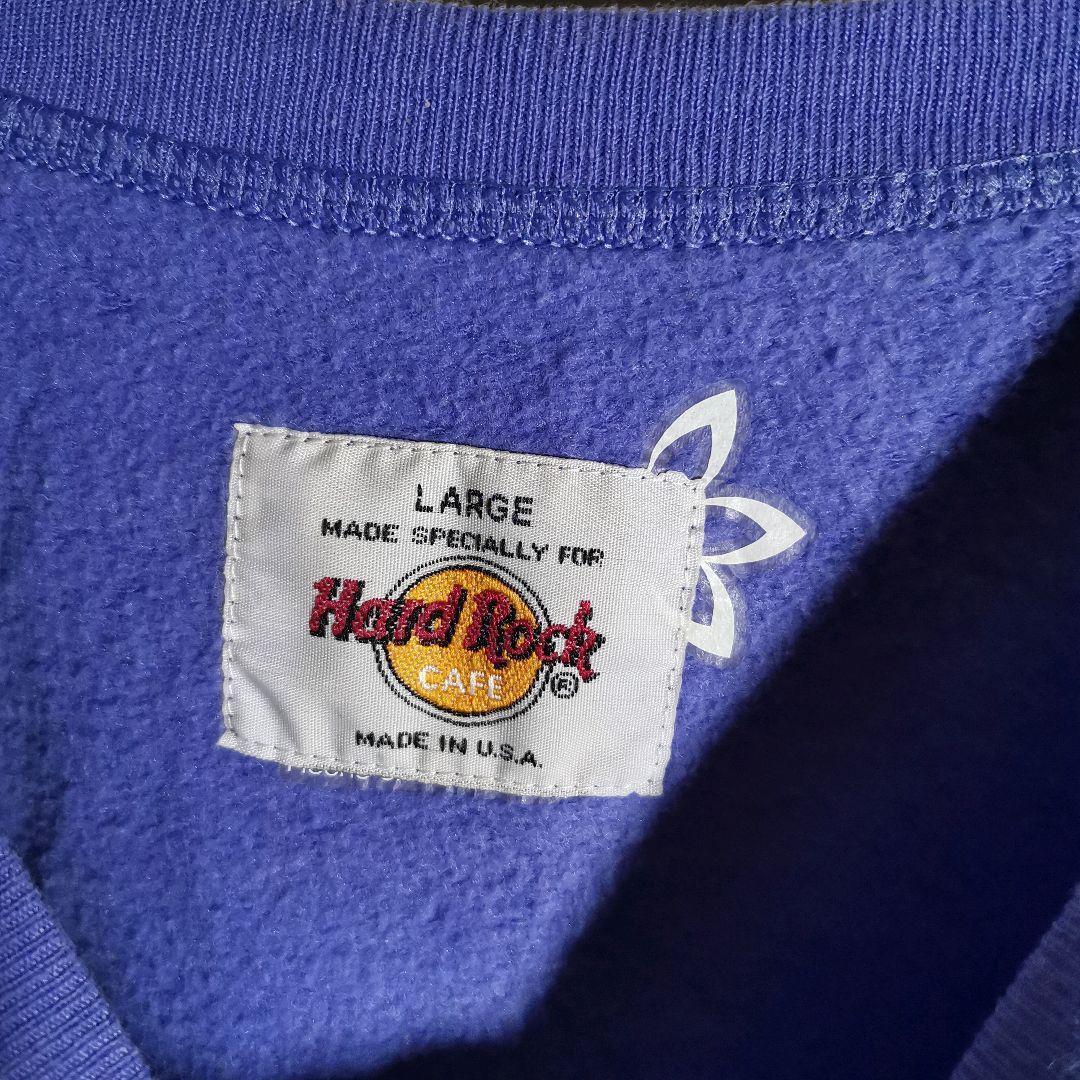 LARGE
MADE SPECIALLY FOR
Hard Rock
CAFE ®
MADE IN U.S.A.